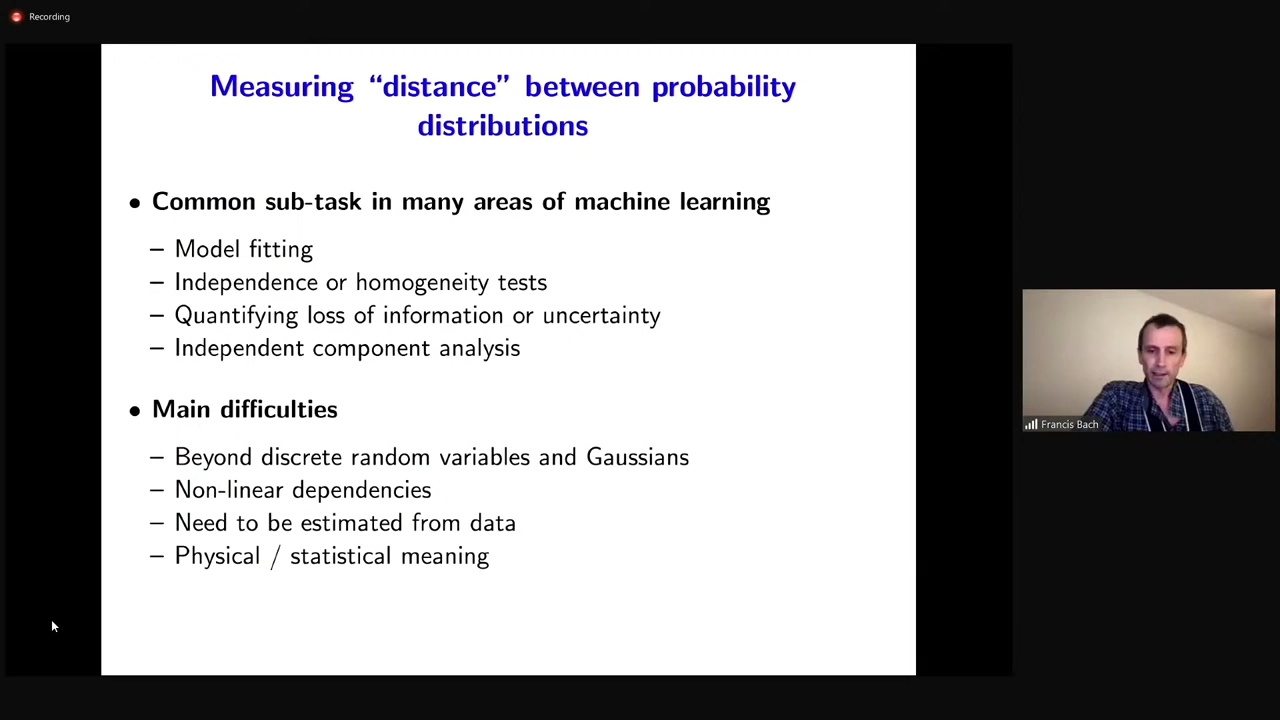 Recording
Measuring “distance” between probability
distributions
• Common sub-task in many areas of machine learning
– Model fitting
– Independence or homogeneity tests
– Quantifying loss of information or uncertainty
– Independent component analysis
• Main difficulties
– Beyond discrete random variables and Gaussians
– Non-linear dependencies
– Need to be estimated from data
– Physical / statistical meaning
Francis Bach